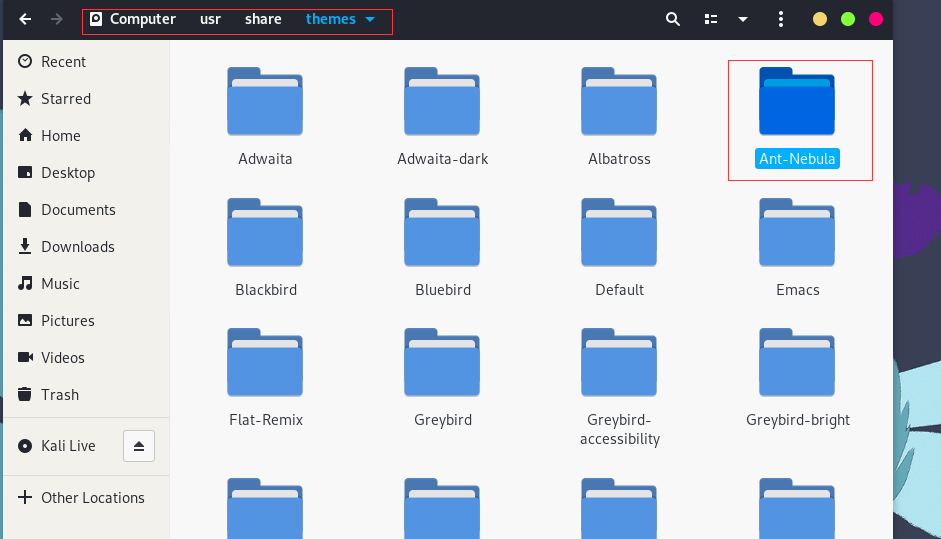 Computer usr share themes
Recent
Starred
Home
Desktop
Documents
Downloads
Music
Pictures
Videos
Trash
Kali Live
Other Locations
Adwaita
Adwaita-dark
Albatross
Ant-Nebula
Blackbird
Bluebird
Default
Emacs
Flat-Remix
Greybird
Greybird-
accessibility
Greybird-bright